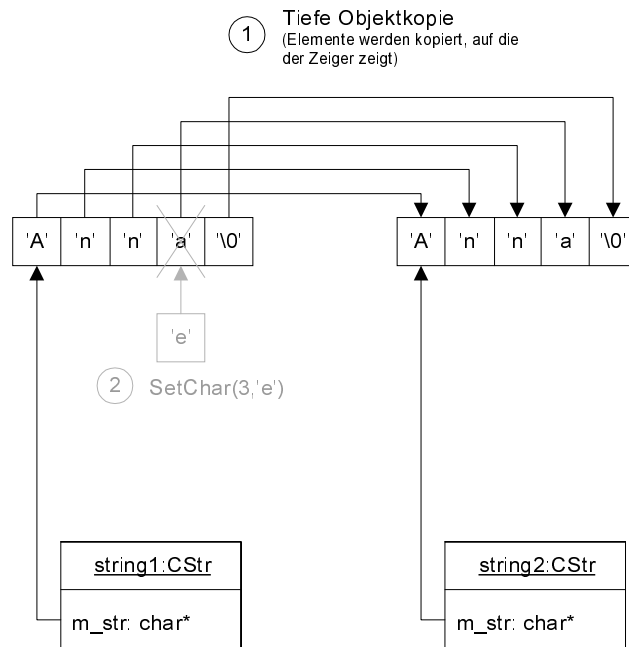 1
Tiefe Objektkopie
(Elemente werden kopiert, auf die
der Zeiger zeigt)
'A' 'n' 'n' 'a' '\0'
'A' 'n' 'n' 'a' '\0'
'e'
2
SetChar(3,'e')
string1:CStr
m_str: char*
string2:CStr
m_str: char*